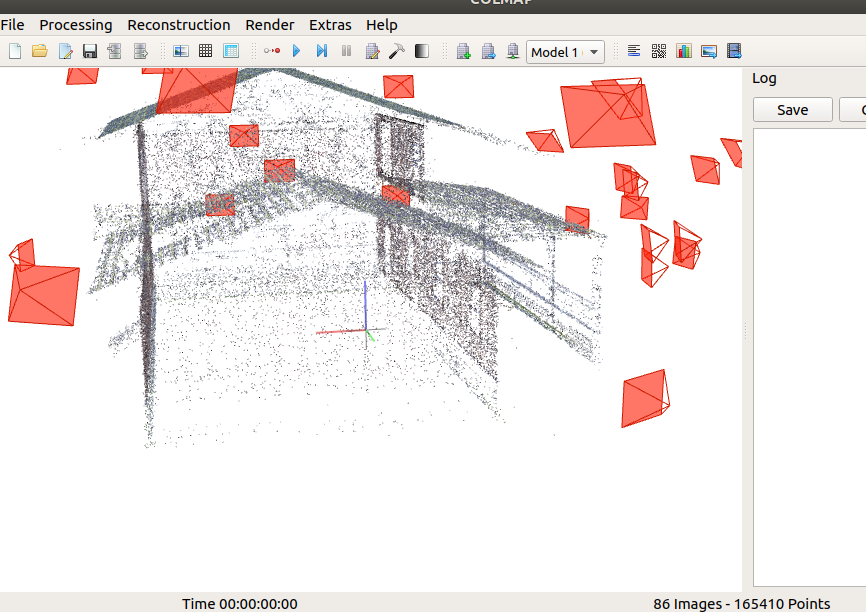 COLMAP
File Processing Reconstruction Render Extras Help
Model 1
Log
Save
Time 00:00:00:00
86 Images - 165410 Points